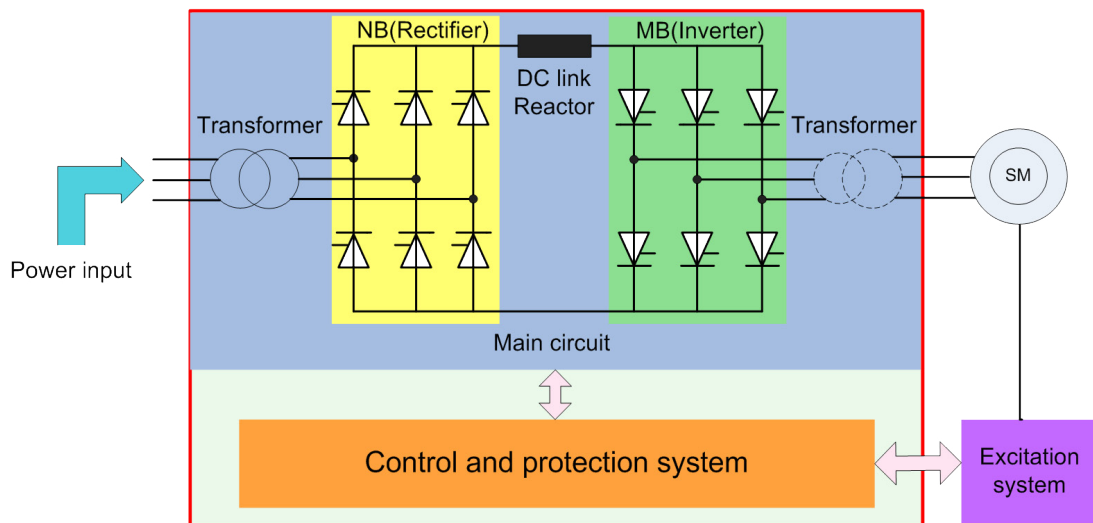 NB(Rectifier)
MB(Inverter)
DC link
Reactor
Transformer
Transformer
SM
Power input
Main circuit
Control and protection system
Excitation
system